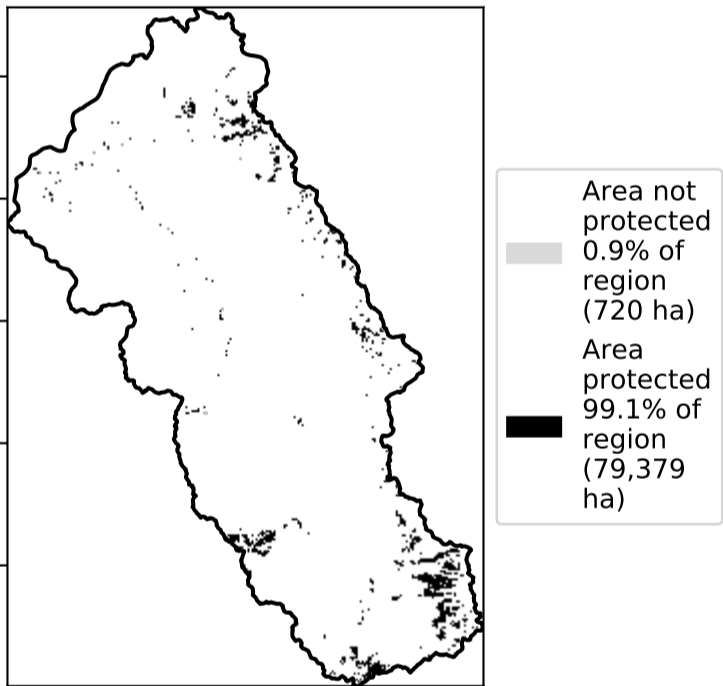 Area not
protected
0.9% of
region
(720 ha)
Area
protected
99.1% of
region
(79,379
ha)